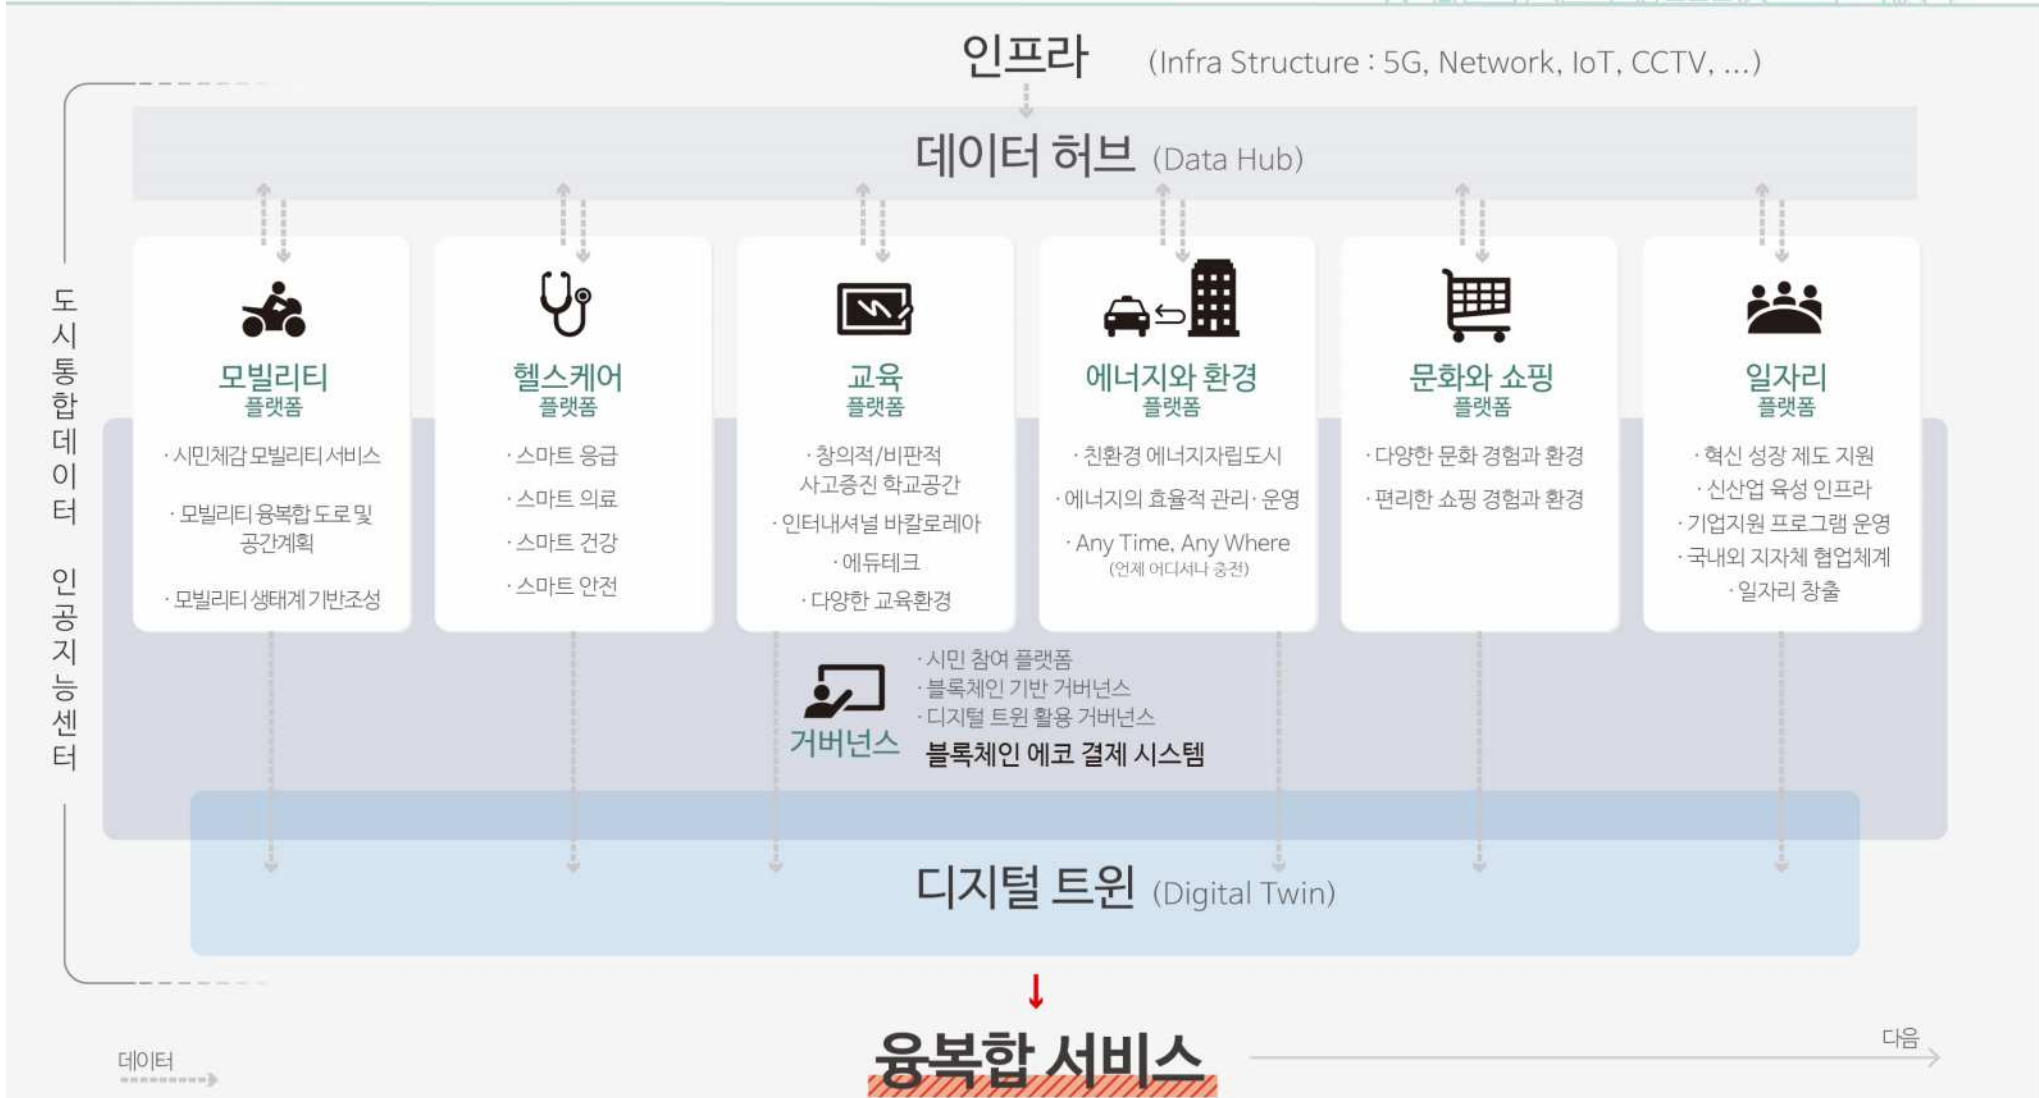 인프라 (Infra Structure : 5G, Network, IoT, CCTV, ...)
데이터 허브 (Data Hub)
도시통합데이터 인공지능센터
모빌리티
플랫폼
· 시민체감 모빌리티 서비스
· 모빌리티 융복합 도로 및
공간계획
· 모빌리티 생태계 기반조성
헬스케어
플랫폼
· 스마트 응급
· 스마트 의료
· 스마트 건강
· 스마트 안전
교육
플랫폼
· 창의적/비판적
사고증진 학교공간
· 인터내셔널 바칼로레아
· 에듀테크
· 다양한 교육환경
에너지와 환경
플랫폼
· 친환경 에너지자립도시
· 에너지의 효율적 관리· 운영
· Any Time, Any Where
(언제 어디서나 충전)
문화와 쇼핑
플랫폼
· 다양한 문화 경험과 환경
· 편리한 쇼핑 경험과 환경
일자리
플랫폼
· 혁신 성장 제도 지원
· 신산업 육성 인프라
· 기업지원 프로그램 운영
· 국내외 지자체 협업체계
· 일자리 창출
거버넌스
· 시민 참여 플랫폼
· 블록체인 기반 거버넌스
· 디지털 트윈 활용 거버넌스
블록체인 에코 결제 시스템
디지털 트윈 (Digital Twin)
융복합 서비스
데이터
다음